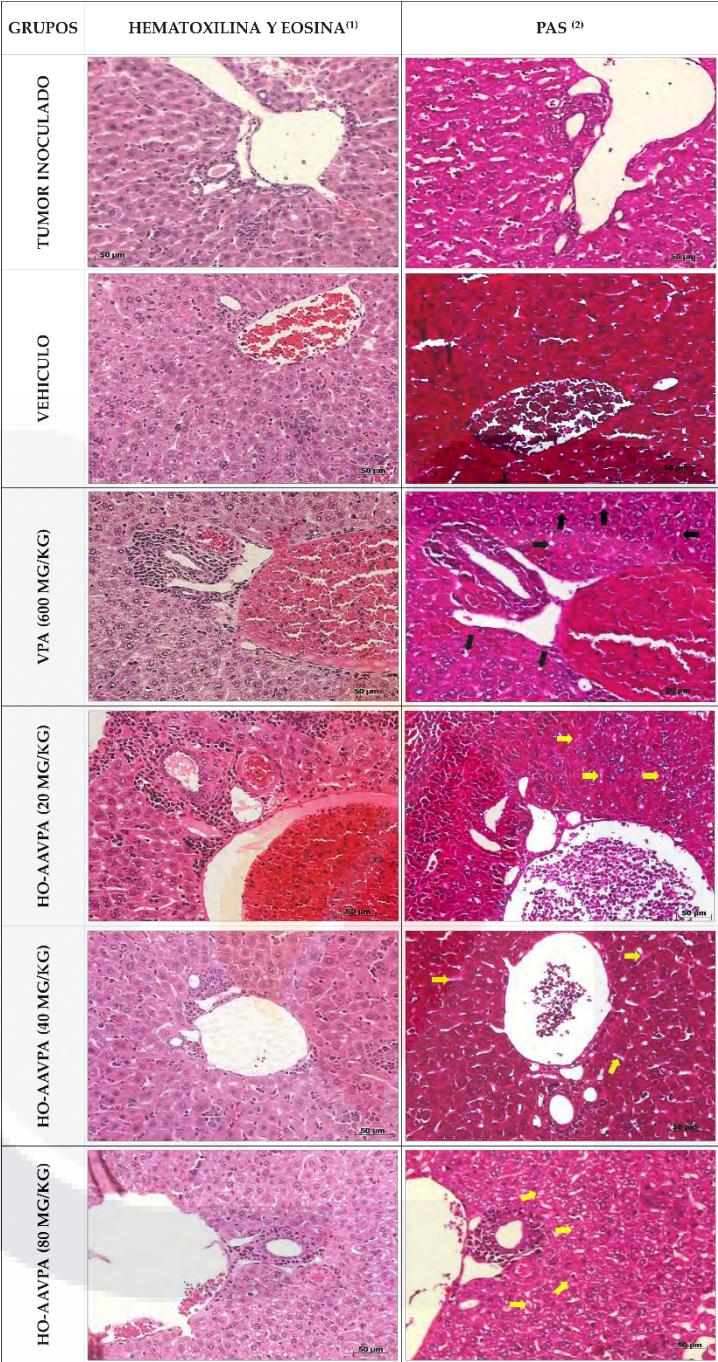 GRUPOS HEMATOXILINA Y EOSINA(1) PAS (2)
TUMOR INOCULADO
50 µm 50 µm
VEHICULO
50 µm 50 µm
VPA (600 MG/KG)
50 µm 50 µm
HO-AAVPA (20 MG/KG)
50 µm 50 µm
HO-AAVPA (40 MG/KG)
50 µm 50 µm
HO-AAVPA (80 MG/KG)
50 µm 50 µm